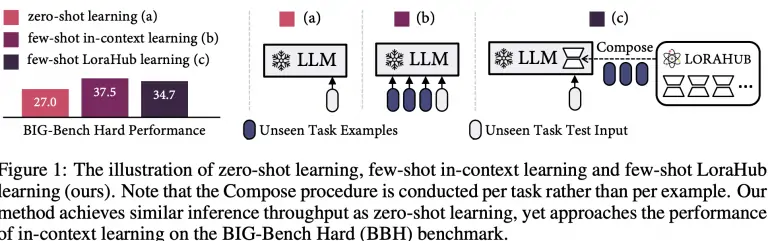 zero-shot learning (a)
few-shot in-context learning (b)
few-shot LoraHub learning (c)
27.0
37.5
34.7
BIG-Bench Hard Performance
(a)
LLM
(b)
LLM
(c)
LLM
Compose
LORAHUB
...
Unseen Task Examples
Unseen Task Test Input
Figure 1: The illustration of zero-shot learning, few-shot in-context learning and few-shot LoraHub
learning (ours). Note that the Compose procedure is conducted per task rather than per example. Our
method achieves similar inference throughput as zero-shot learning, yet approaches the performance
of in-context learning on the BIG-Bench Hard (BBH) benchmark.